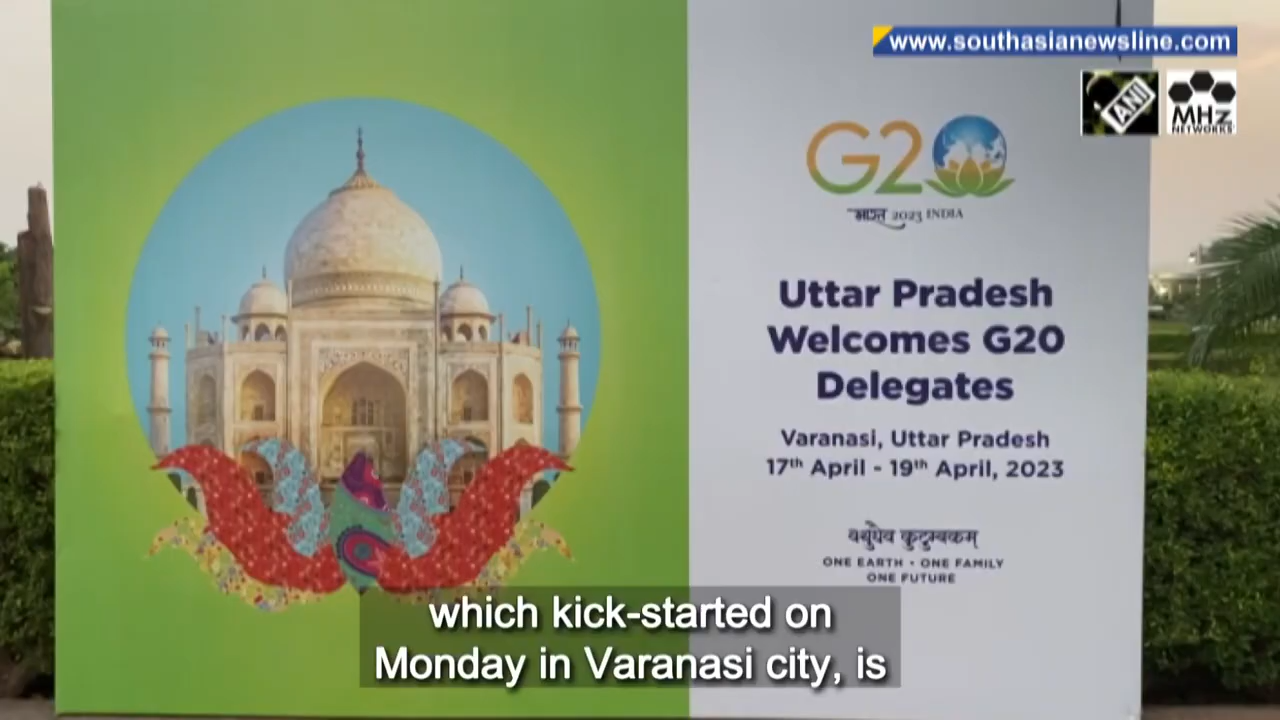 www.southasianewsline.com
ANI
MHz
NETWORKS
G20
भारत 2023 INDIA
Uttar Pradesh
Welcomes G20
Delegates
Varanasi, Uttar Pradesh
17th April - 19th April, 2023
वसुधैव कुटुम्बकम्
ONE EARTH • ONE FAMILY
ONE FUTURE
which kick-started on
Monday in Varanasi city, is